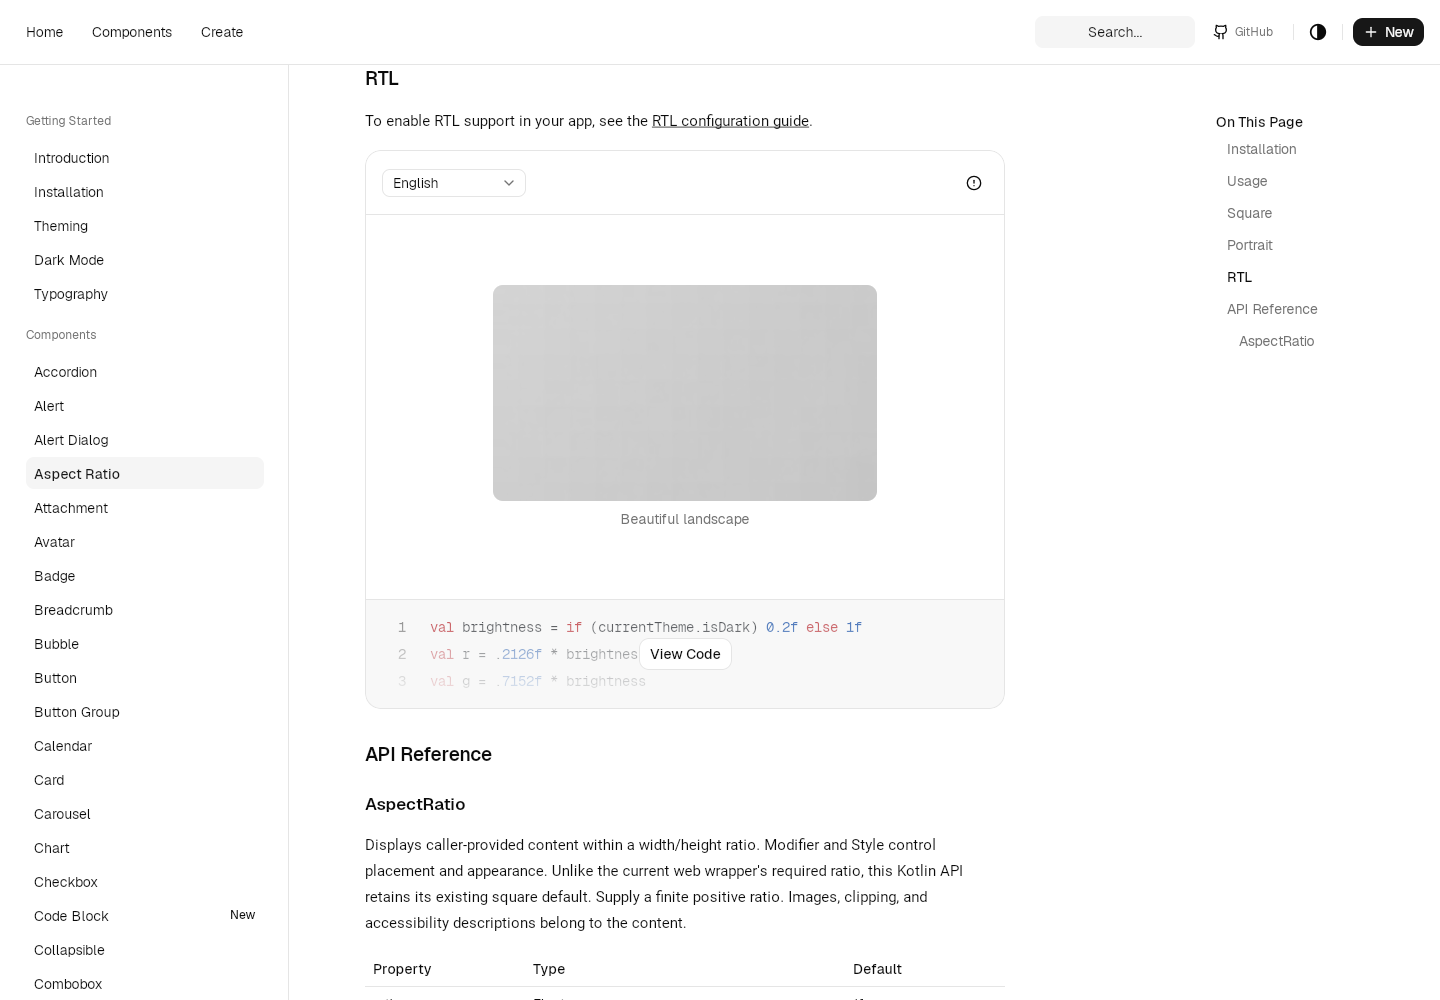 Home
Components
Create
Search...
GitHub
New
Getting Started
Introduction
Installation
Theming
Dark Mode
Typography
Components
Accordion
Alert
Alert Dialog
Aspect Ratio
Attachment
Avatar
Badge
Breadcrumb
Bubble
Button
Button Group
Calendar
Card
Carousel
Chart
Checkbox
Code Block New
Collapsible
Combobox
RTL
To enable RTL support in your app, see the RTL configuration guide.
English
Beautiful landscape
1 val brightness = if (currentTheme.isDark) 0.2f else 1f
2 val r = .2126f * brightnes
View Code
3 val g = .7152f * brightness
API Reference
AspectRatio
Displays caller-provided content within a width/height ratio. Modifier and Style control
placement and appearance. Unlike the current web wrapper's required ratio, this Kotlin API
retains its existing square default. Supply a finite positive ratio. Images, clipping, and
accessibility descriptions belong to the content.
Property Type Default
On This Page
Installation
Usage
Square
Portrait
RTL
API Reference
AspectRatio